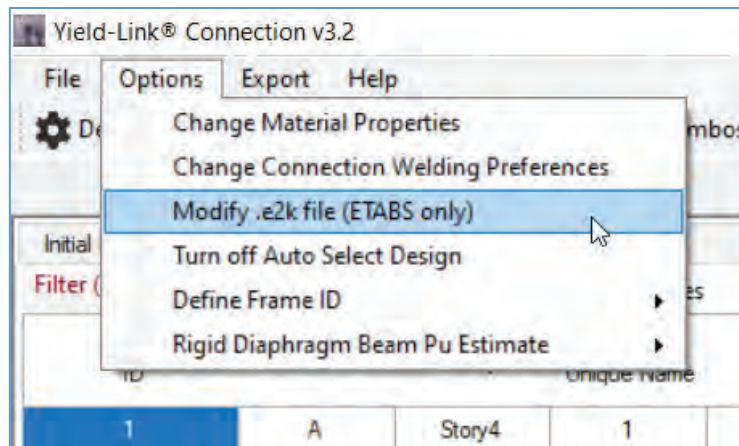 Yield-Link® Connection v3.2
File Options Export Help
Change Material Properties
Change Connection Welding Preferences
Modify .e2k file (ETABS only)
Turn off Auto Select Design
Define Frame ID
Rigid Diaphragm Beam Pu Estimate
Initial
Filter (
ID Unique Name
1 A Story4 1